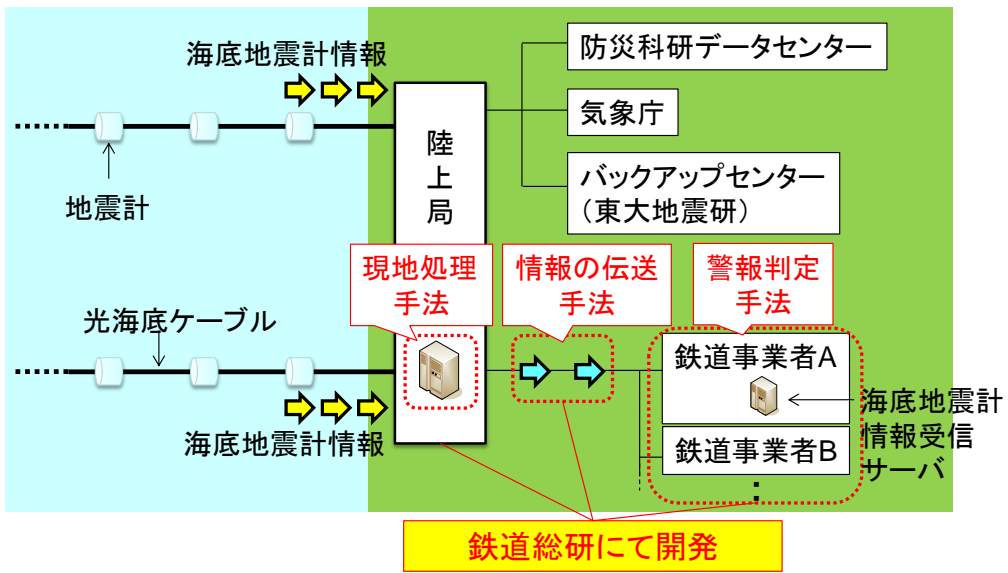 海底地震計情報
防災科研データセンター
気象庁
バックアップセンター
（東大地震研）
陸
上
局
地震計
現地処理
手法
情報の伝送
手法
警報判定
手法
光海底ケーブル
鉄道事業者A
海底地震計
情報受信
サーバ
海底地震計情報
鉄道事業者B
鉄道総研にて開発